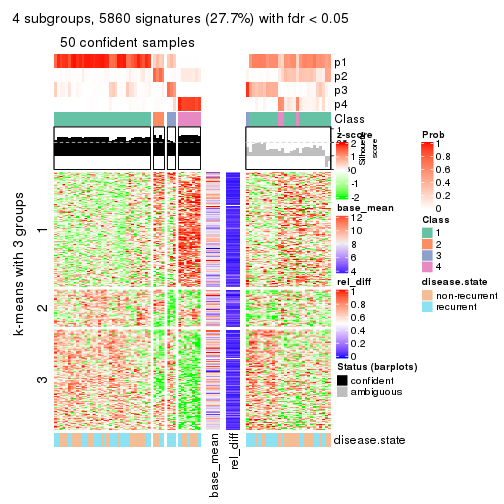 4 subgroups, 5860 signatures (27.7%) with fdr < 0.05
50 confident samples
p1
p2
p3
p4
Class
1
Silhouette
score
z-score
2
1
0
-1
-2
base_mean
12
10
8
6
4
rel_diff
1
0.8
0.6
0.4
0.2
0
Status (barplots)
confident
ambiguous
Prob
1
0.8
0.6
0.4
0.2
0
Class
1
2
3
4
disease.state
non-recurrent
recurrent
k-means with 3 groups
1
2
3
disease.state
base_mean
rel_diff